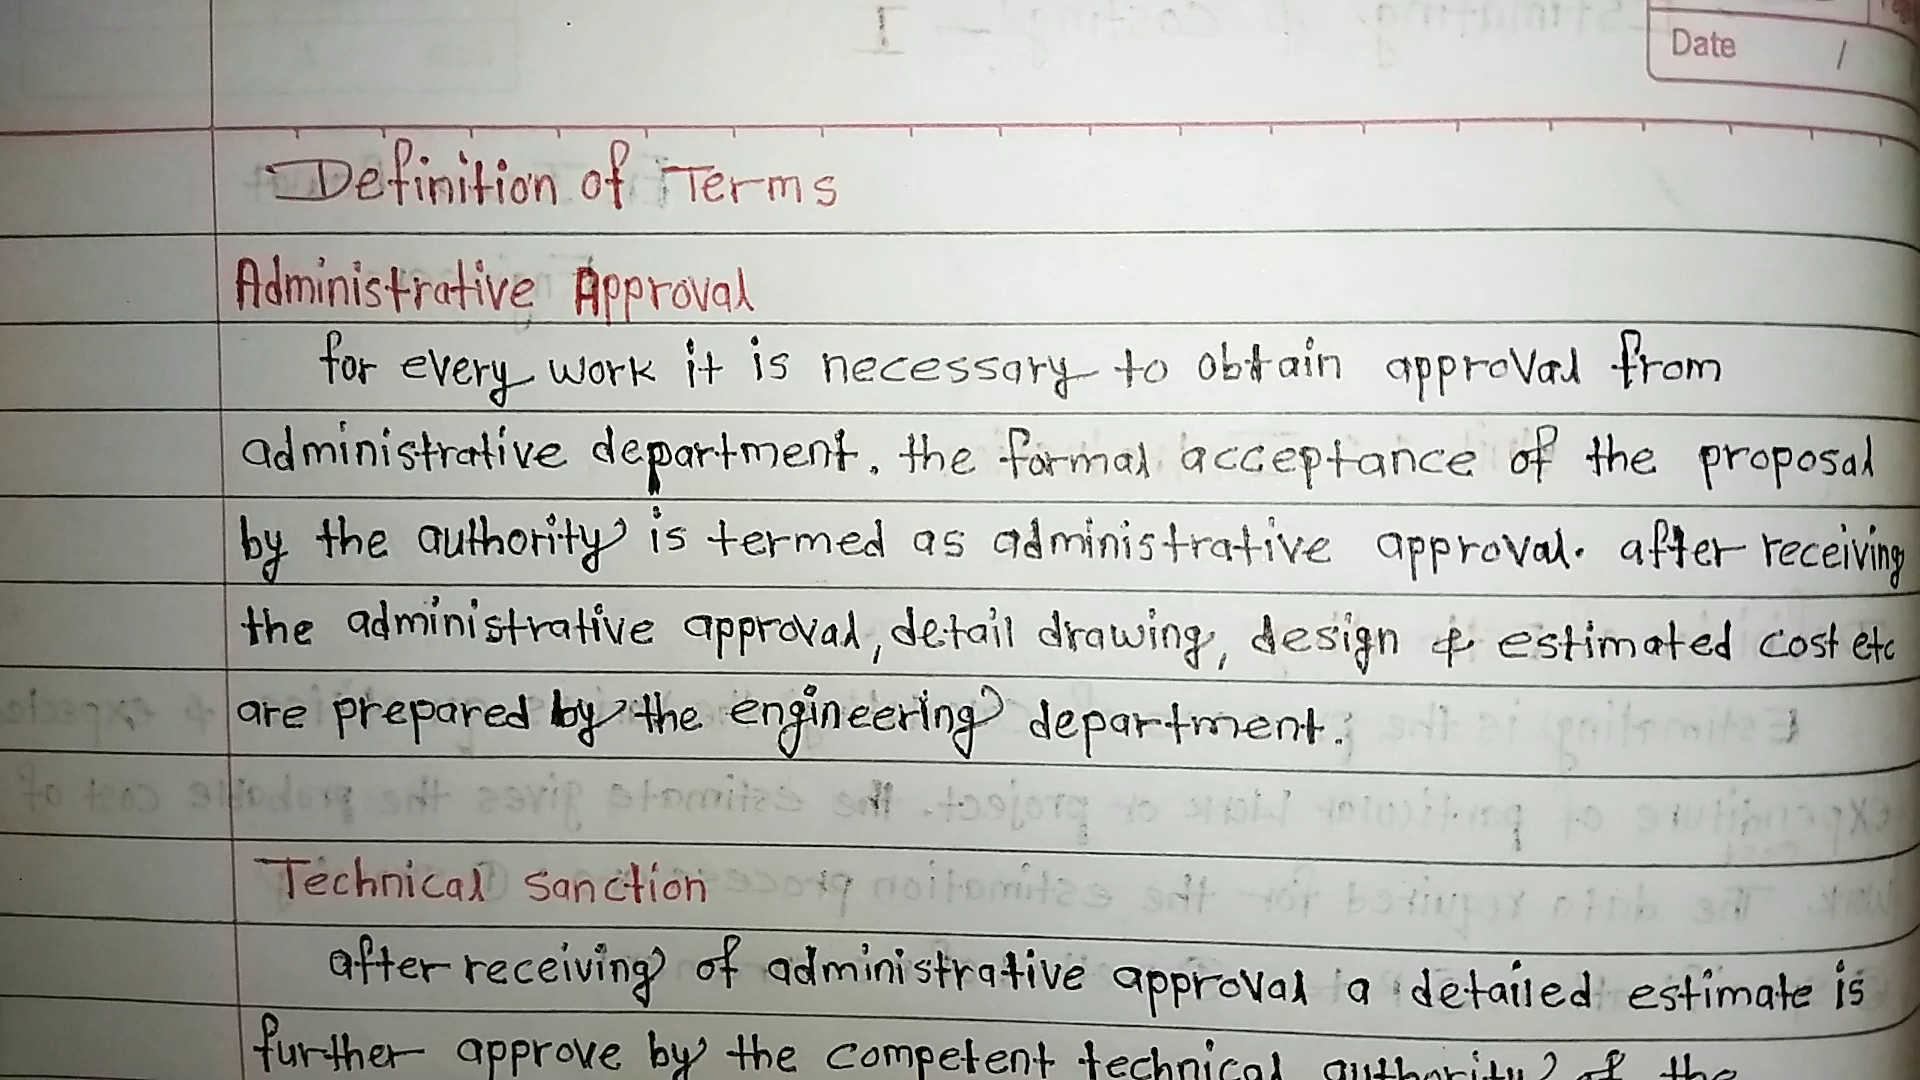 Date /
Definition of Terms
Administrative Approval
for every work it is necessary to obtain approval from
administrative department. the formal acceptance of the proposal
by the authority is termed as administrative approval. after receiving
the administrative approval, detail drawing, design & estimated cost etc
are prepared by the engineering department.
Technical sanction
after receiving of administrative approval a detailed estimate is
further approve by the competent technical authority & the